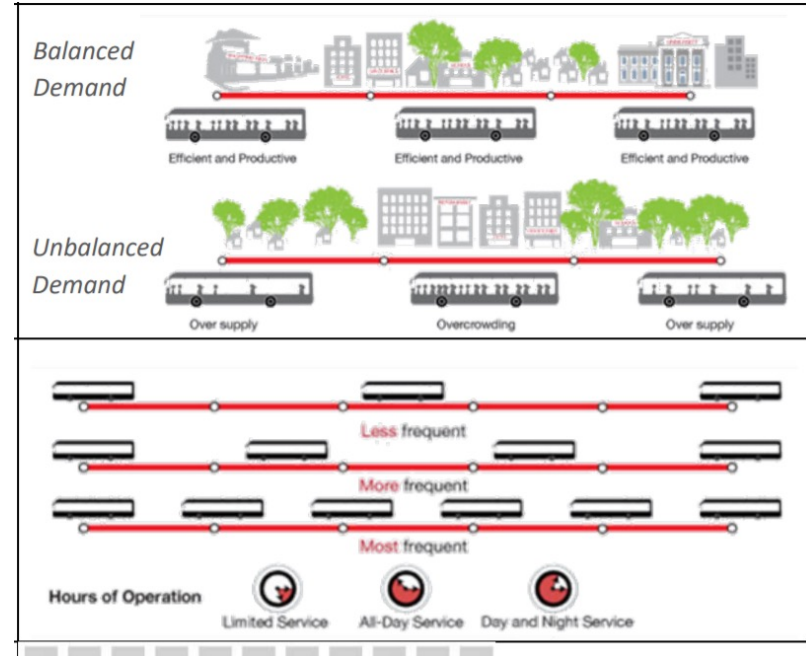 Balanced
Demand
Efficient and Productive Efficient and Productive Efficient and Productive
Unbalanced
Demand
Over supply Overcrowding Over supply
Less frequent
More frequent
Most frequent
Hours of Operation
Limited Service All-Day Service Day and Night Service